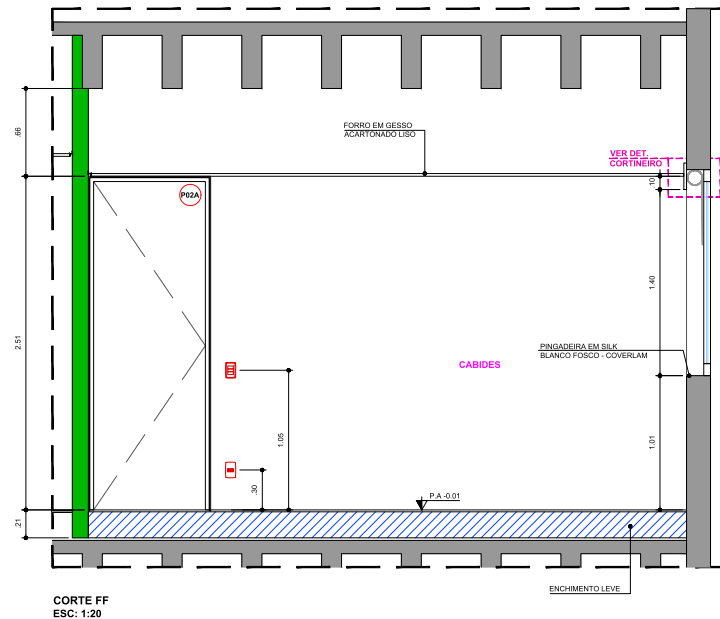 .66
FORRO EM GESSO
ACARTONADO LISO
VER DET.
CORTINEIRO
.10
P02A
1.40
2.51
PINGADEIRA EM SILK
BLANCO FOSCO - COVERLAM
CABIDES
1.05
1.01
.30
P.A -0.01
.21
ENCHIMENTO LEVE
CORTE FF
ESC: 1:20